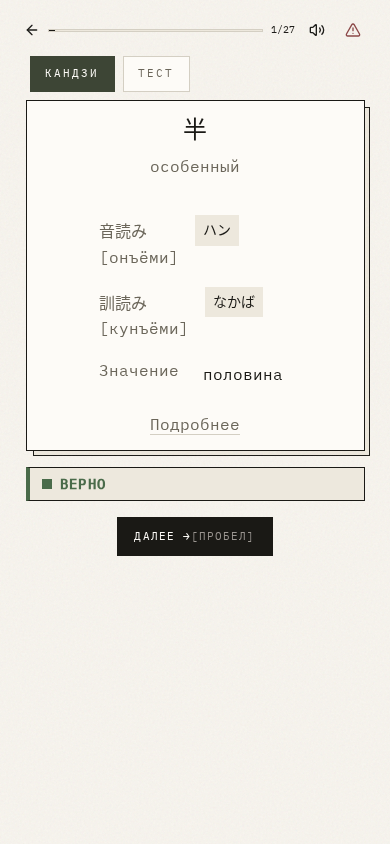 1/27
КАНДЗИ
ТЕСТ
半
особенный
音読み
ハン
[онъёми]
訓読み
なかば
[кунъёми]
Значение
половина
Подробнее
ВЕРНО
ДАЛЕЕ →[ПРОБЕЛ]